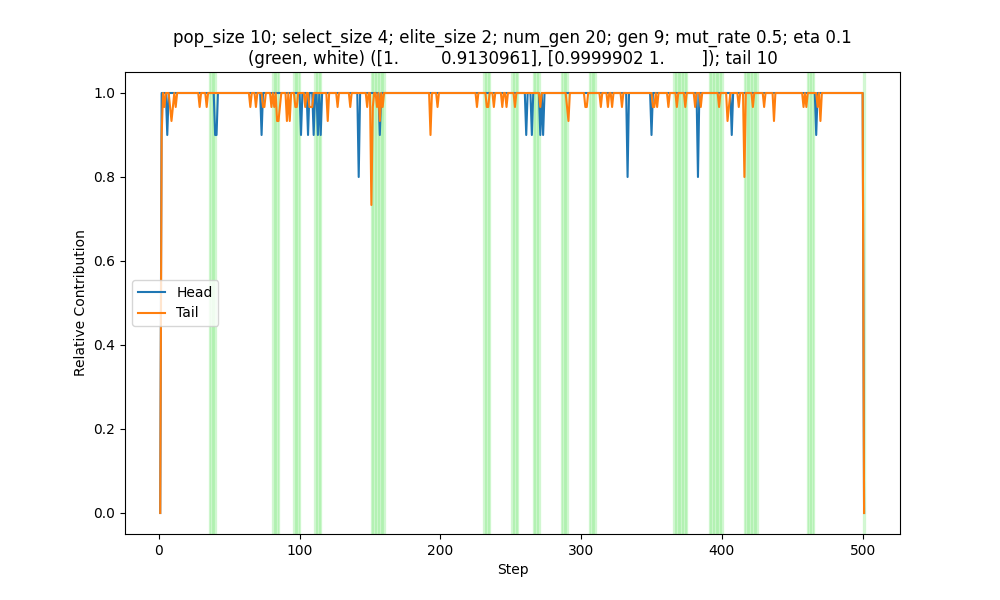 pop_size 10; select_size 4; elite_size 2; num_gen 20; gen 9; mut_rate 0.5; eta 0.1
(green, white) ([1.        0.9130961], [0.9999902 1.       ]); tail 10
1.0
0.8
0.6
0.4
0.2
0.0
Relative Contribution
Head
Tail
0
100
200
300
400
500
Step